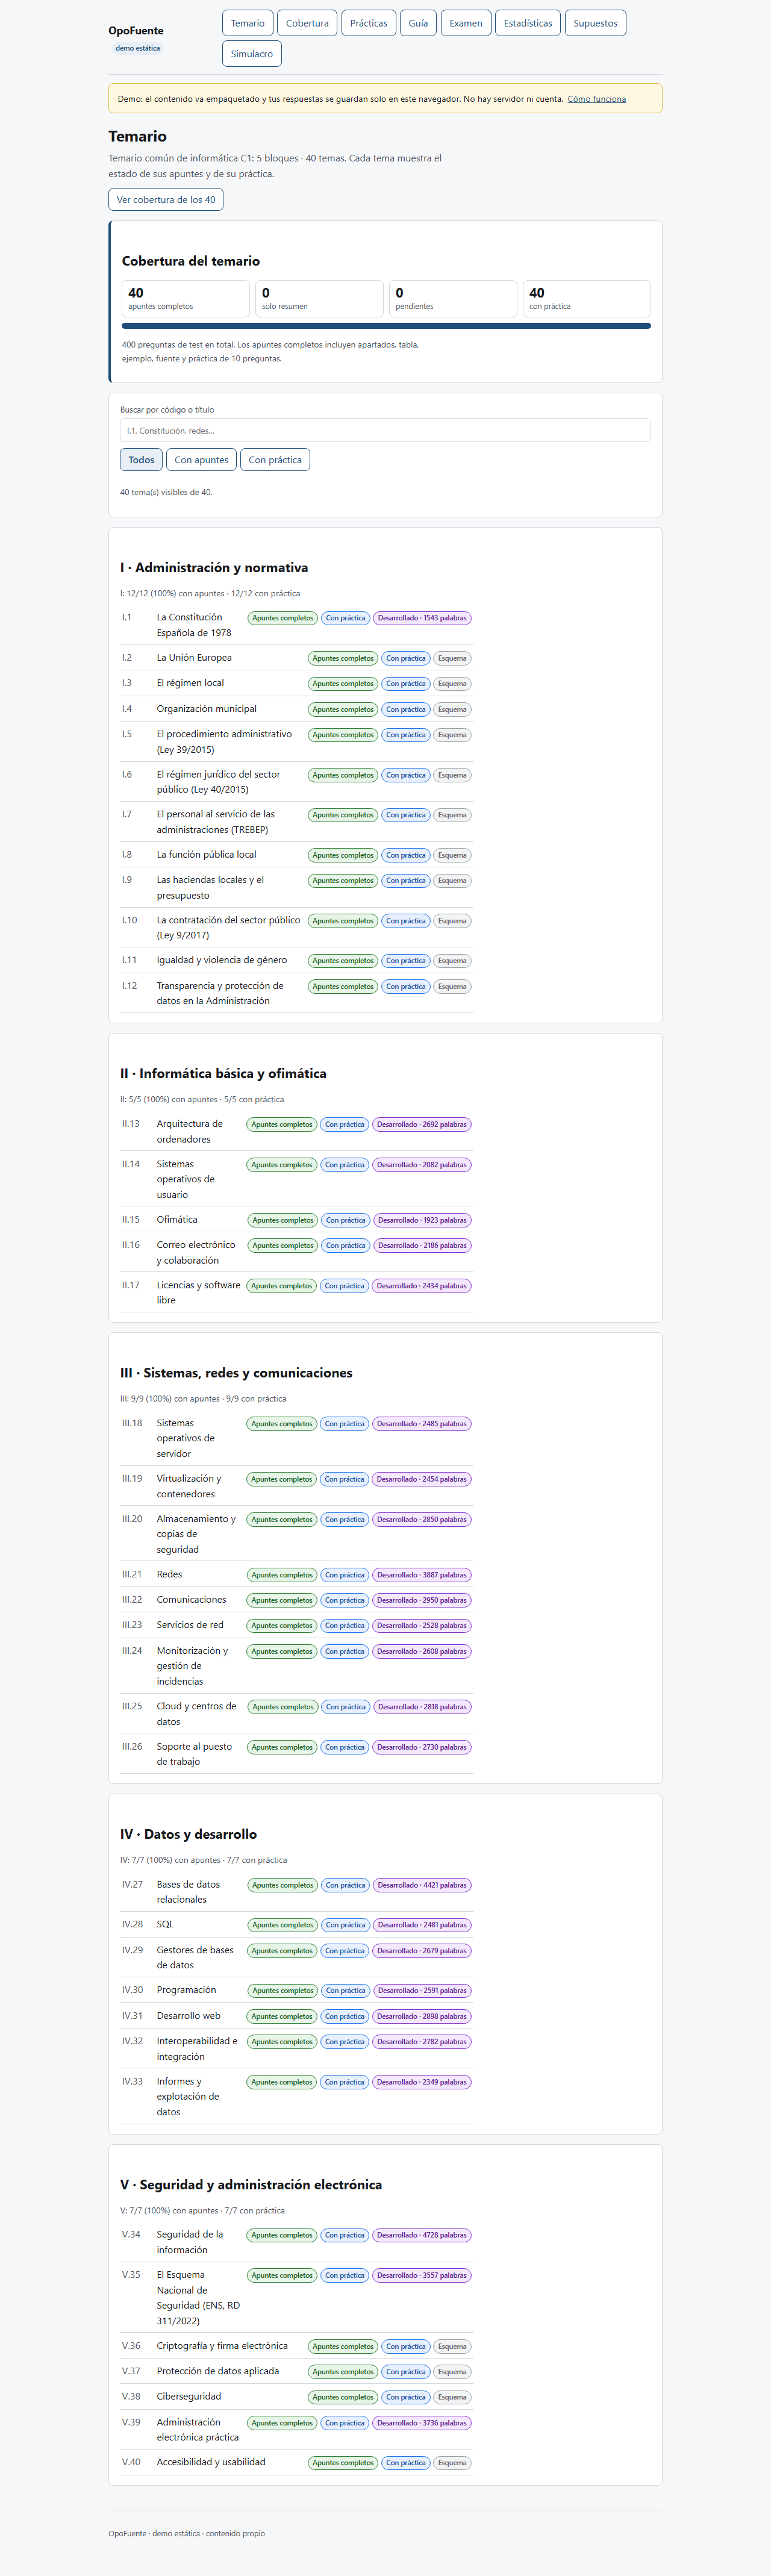 OpoFuente
demo estática
Temario
Cobertura
Prácticas
Guía
Examen
Estadísticas
Supuestos
Simulacro
Demo: el contenido va empaquetado y tus respuestas se guardan solo en este navegador. No hay servidor ni cuenta. Cómo funciona
Temario
Temario común de informática C1: 5 bloques · 40 temas. Cada tema muestra el
estado de sus apuntes y de su práctica.
Ver cobertura de los 40
Cobertura del temario
40
apuntes completos
0
solo resumen
0
pendientes
40
con práctica
400 preguntas de test en total. Los apuntes completos incluyen apartados, tabla,
ejemplo, fuente y práctica de 10 preguntas.
Buscar por código o título
I.1, Constitución, redes...
Todos
Con apuntes
Con práctica
40 tema(s) visibles de 40.
I · Administración y normativa
I: 12/12 (100%) con apuntes · 12/12 con práctica
I.1 La Constitución Apuntes completos Con práctica Desarrollado · 1543 palabras
Española de 1978
I.2 La Unión Europea Apuntes completos Con práctica Esquema
I.3 El régimen local Apuntes completos Con práctica Esquema
I.4 Organización municipal Apuntes completos Con práctica Esquema
I.5 El procedimiento administrativo Apuntes completos Con práctica Esquema
(Ley 39/2015)
I.6 El régimen jurídico del sector Apuntes completos Con práctica Esquema
público (Ley 40/2015)
I.7 El personal al servicio de las Apuntes completos Con práctica Esquema
administraciones (TREBEP)
I.8 La función pública local Apuntes completos Con práctica Esquema
I.9 Las haciendas locales y el Apuntes completos Con práctica Esquema
presupuesto
I.10 La contratación del sector público Apuntes completos Con práctica Esquema
(Ley 9/2017)
I.11 Igualdad y violencia de género Apuntes completos Con práctica Esquema
I.12 Transparencia y protección de Apuntes completos Con práctica Esquema
datos en la Administración
II · Informática básica y ofimática
II: 5/5 (100%) con apuntes · 5/5 con práctica
II.13 Arquitectura de Apuntes completos Con práctica Desarrollado · 2692 palabras
ordenadores
II.14 Sistemas Apuntes completos Con práctica Desarrollado · 2082 palabras
operativos de
usuario
II.15 Ofimática Apuntes completos Con práctica Desarrollado · 1923 palabras
II.16 Correo electrónico Apuntes completos Con práctica Desarrollado · 2186 palabras
y colaboración
II.17 Licencias y software Apuntes completos Con práctica Desarrollado · 2434 palabras
libre
III · Sistemas, redes y comunicaciones
III: 9/9 (100%) con apuntes · 9/9 con práctica
III.18 Sistemas Apuntes completos Con práctica Desarrollado · 2485 palabras
operativos de
servidor
III.19 Virtualización y Apuntes completos Con práctica Desarrollado · 2454 palabras
contenedores
III.20 Almacenamiento y Apuntes completos Con práctica Desarrollado · 2850 palabras
copias de
seguridad
III.21 Redes Apuntes completos Con práctica Desarrollado · 3887 palabras
III.22 Comunicaciones Apuntes completos Con práctica Desarrollado · 2950 palabras
III.23 Servicios de red Apuntes completos Con práctica Desarrollado · 2528 palabras
III.24 Monitorización y Apuntes completos Con práctica Desarrollado · 2608 palabras
gestión de
incidencias
III.25 Cloud y centros de Apuntes completos Con práctica Desarrollado · 2818 palabras
datos
III.26 Soporte al puesto Apuntes completos Con práctica Desarrollado · 2730 palabras
de trabajo
IV · Datos y desarrollo
IV: 7/7 (100%) con apuntes · 7/7 con práctica
IV.27 Bases de datos Apuntes completos Con práctica Desarrollado · 4421 palabras
relacionales
IV.28 SQL Apuntes completos Con práctica Desarrollado · 2481 palabras
IV.29 Gestores de bases Apuntes completos Con práctica Desarrollado · 2679 palabras
de datos
IV.30 Programación Apuntes completos Con práctica Desarrollado · 2591 palabras
IV.31 Desarrollo web Apuntes completos Con práctica Desarrollado · 2898 palabras
IV.32 Interoperabilidad e Apuntes completos Con práctica Desarrollado · 2782 palabras
integración
IV.33 Informes y Apuntes completos Con práctica Desarrollado · 2349 palabras
explotación de
datos
V · Seguridad y administración electrónica
V: 7/7 (100%) con apuntes · 7/7 con práctica
V.34 Seguridad de la Apuntes completos Con práctica Desarrollado · 4728 palabras
información
V.35 El Esquema Apuntes completos Con práctica Desarrollado · 3557 palabras
Nacional de
Seguridad (ENS, RD
311/2022)
V.36 Criptografía y firma electrónica Apuntes completos Con práctica Esquema
V.37 Protección de datos aplicada Apuntes completos Con práctica Esquema
V.38 Ciberseguridad Apuntes completos Con práctica Esquema
V.39 Administración Apuntes completos Con práctica Desarrollado · 3736 palabras
electrónica práctica
V.40 Accesibilidad y usabilidad Apuntes completos Con práctica Esquema
OpoFuente · demo estática · contenido propio